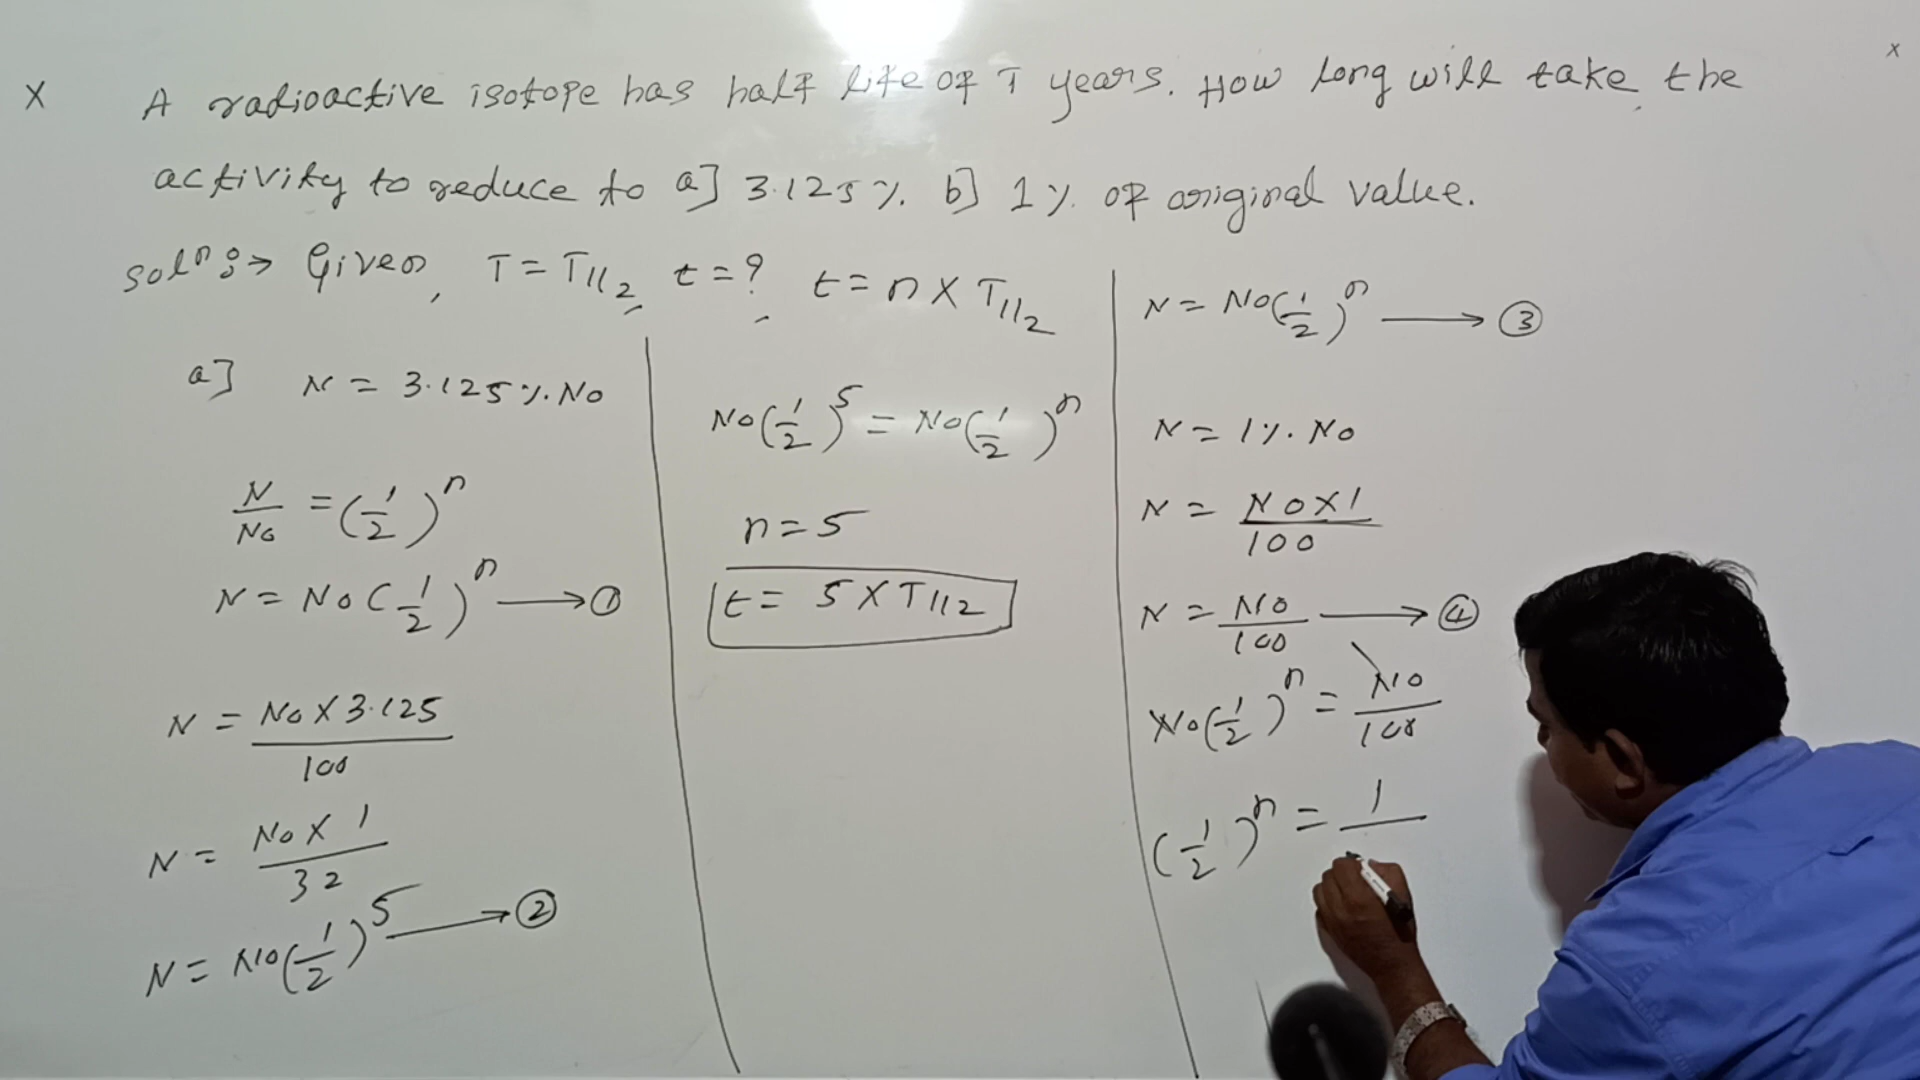 x
X A radioactive isotope has half life of T years. How long will take the
activity to reduce to a] 3.125%. b] 1% of original value.
Soln:→ Given, T = T1/2, t = ? t = n X T1/2
a] N = 3.125%. No
N/No = (1/2)^n
N = No(1/2)^n → ①
N = No X 3.125 / 100
N = No X 1 / 32
N = No(1/2)^5 → ②
No(1/2)^5 = No(1/2)^n
n = 5
t = 5 X T1/2
N = No(1/2)^n → ③
N = 1%. No
N = No X 1 / 100
N = No/100 → ④
No(1/2)^n = No/100
(1/2)^n = 1